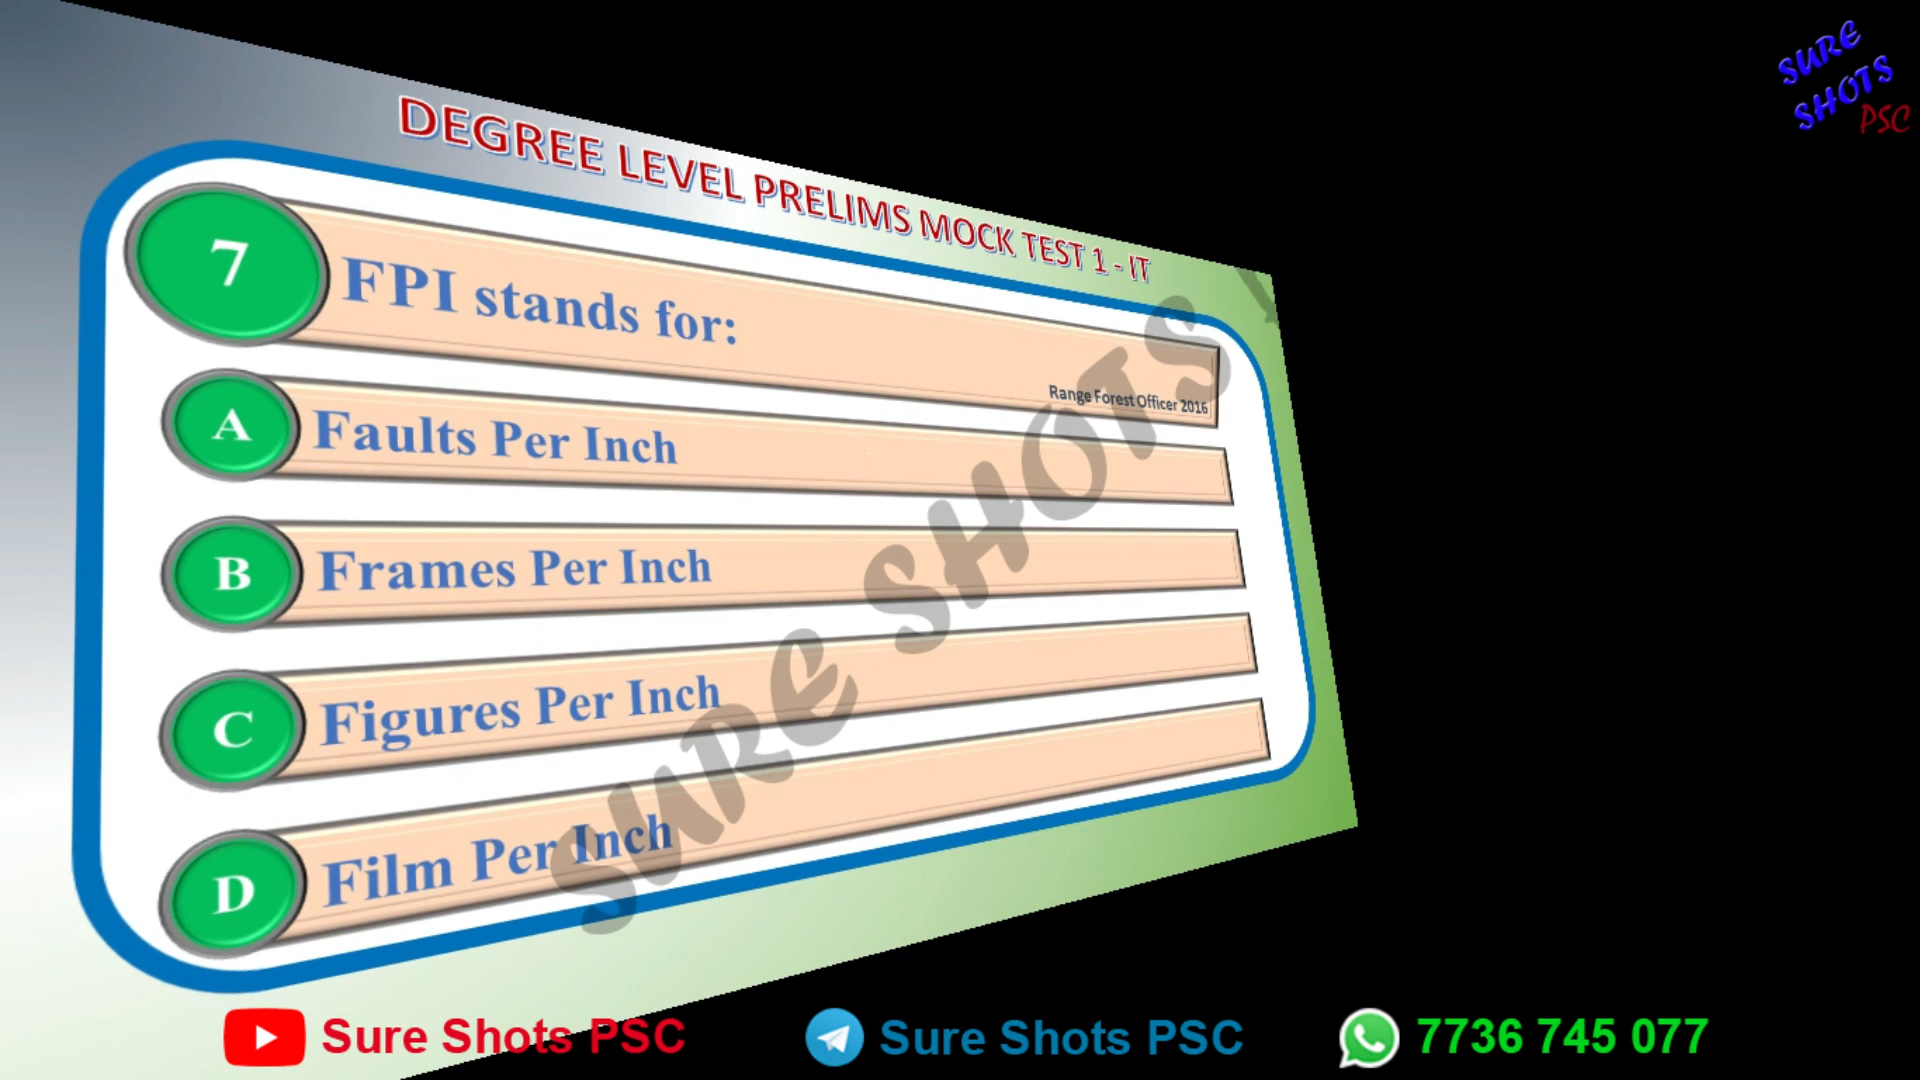 SURE
SHOTS
PSC
DEGREE LEVEL PRELIMS MOCK TEST 1 - IT
7
FPI stands for:
Range Forest Officer 2016
A
Faults Per Inch
B
Frames Per Inch
C
Figures Per Inch
D
Film Per Inch
SURE SHOTS
Sure Shots PSC
Sure Shots PSC
7736 745 077